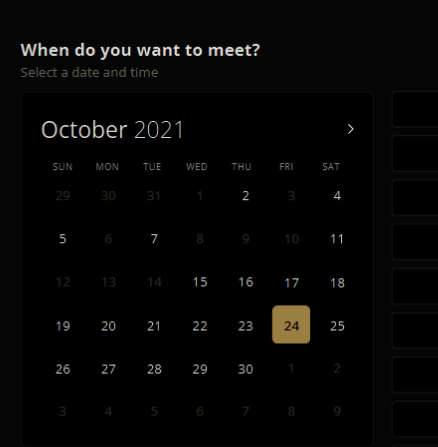 When do you want to meet?
Select a date and time
October 2021 >
SUN MON TUE WED THU FRI SAT
29 30 31 1 2 3 4
5 6 7 8 9 10 11
12 13 14 15 16 17 18
19 20 21 22 23 24 25
26 27 28 29 30 1 2
3 4 5 6 7 8 9